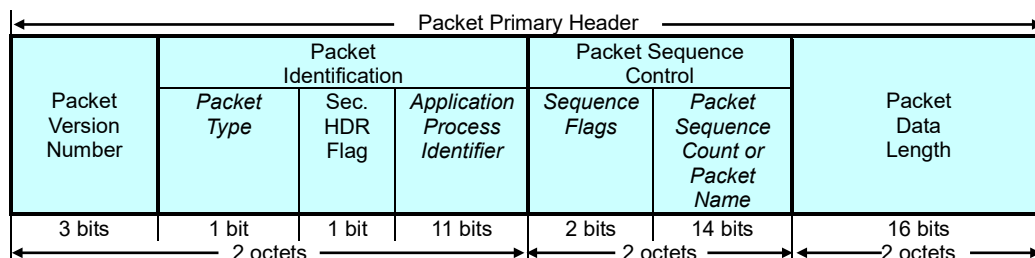 Packet Primary Header
Packet
Identification
Packet Sequence
Control
Packet
Version
Number
Packet
Type
Sec.
HDR
Flag
Application
Process
Identifier
Sequence
Flags
Packet
Sequence
Count or
Packet
Name
Packet
Data
Length
3 bits
1 bit
1 bit
11 bits
2 bits
14 bits
16 bits
2 octets
2 octets
2 octets